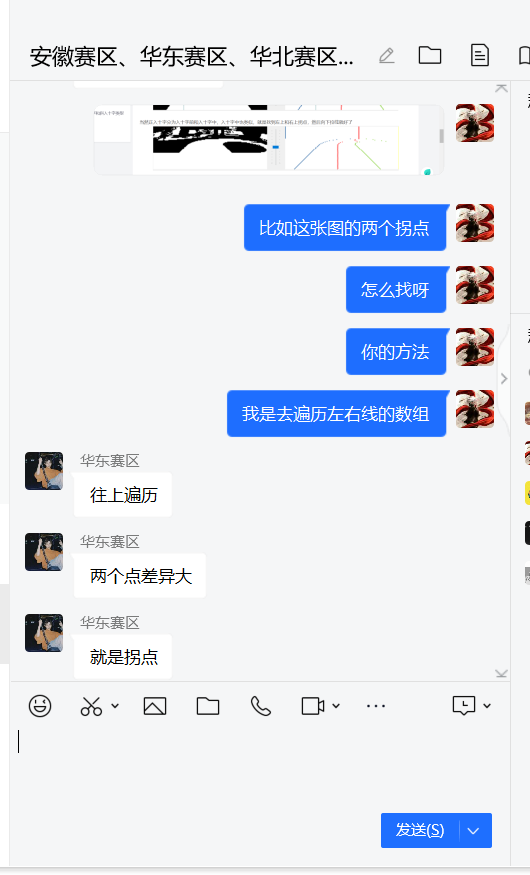 安徽赛区、华东赛区、华北赛区...
比如这张图的两个拐点
怎么找呀
你的方法
我是去遍历左右线的数组
华东赛区
往上遍历
华东赛区
两个点差异大
华东赛区
就是拐点
发送(S)